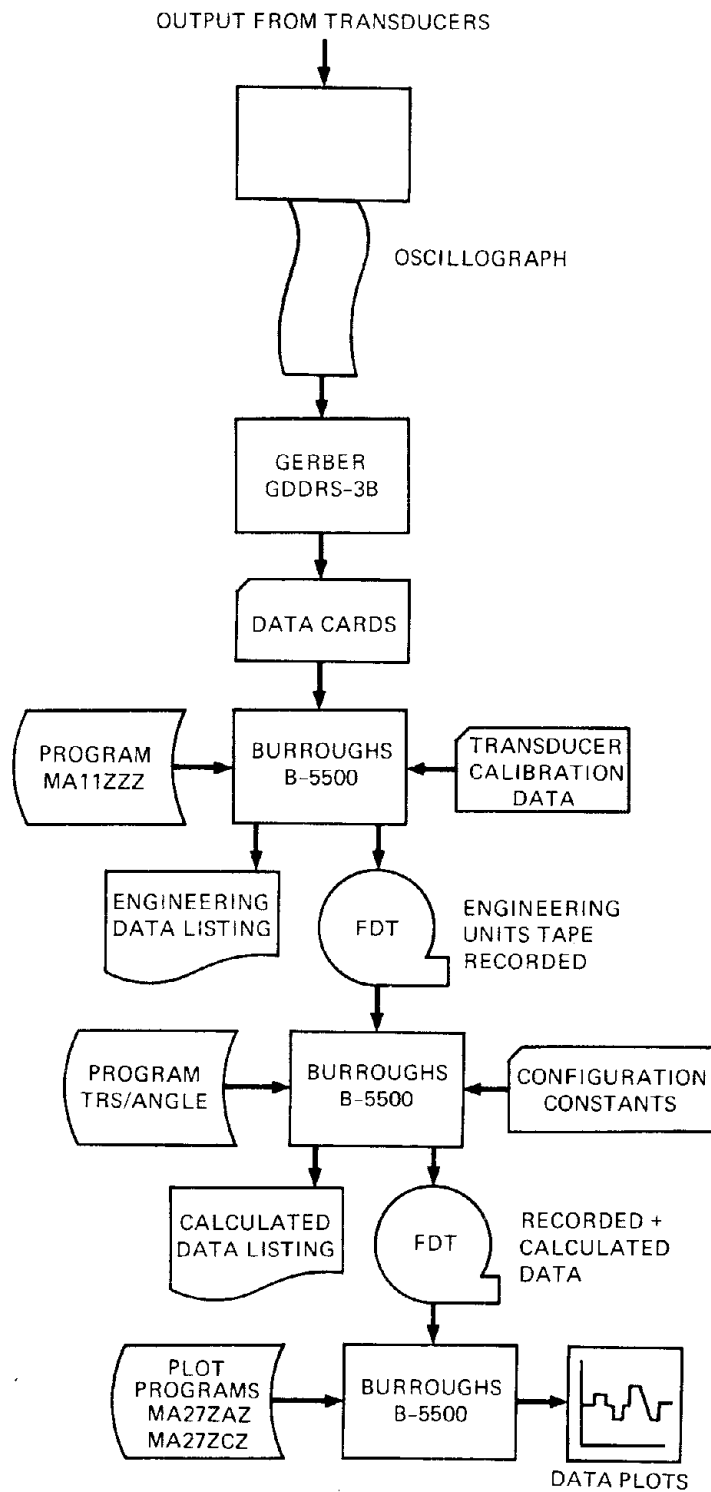 OUTPUT FROM TRANSDUCERS
OSCILLOGRAPH
GERBER
GDDRS-3B
DATA CARDS
PROGRAM
MA11ZZZ
BURROUGHS
B-5500
TRANSDUCER
CALIBRATION
DATA
ENGINEERING
DATA LISTING
FDT
ENGINEERING
UNITS TAPE
RECORDED
PROGRAM
TRS/ANGLE
BURROUGHS
B-5500
CONFIGURATION
CONSTANTS
CALCULATED
DATA LISTING
FDT
RECORDED +
CALCULATED
DATA
PLOT
PROGRAMS
MA27ZAZ
MA27ZCZ
BURROUGHS
B-5500
DATA PLOTS